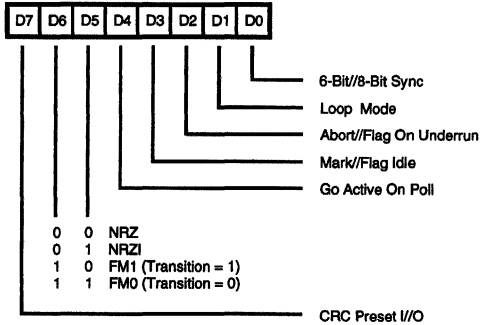 D7 D6 D5 D4 D3 D2 D1 D0
6-Bit//8-Bit Sync
Loop Mode
Abort//Flag On Underrun
Mark//Flag Idle
Go Active On Poll
0 0 NRZ
0 1 NRZI
1 0 FM1 (Transition = 1)
1 1 FM0 (Transition = 0)
CRC Preset I//O